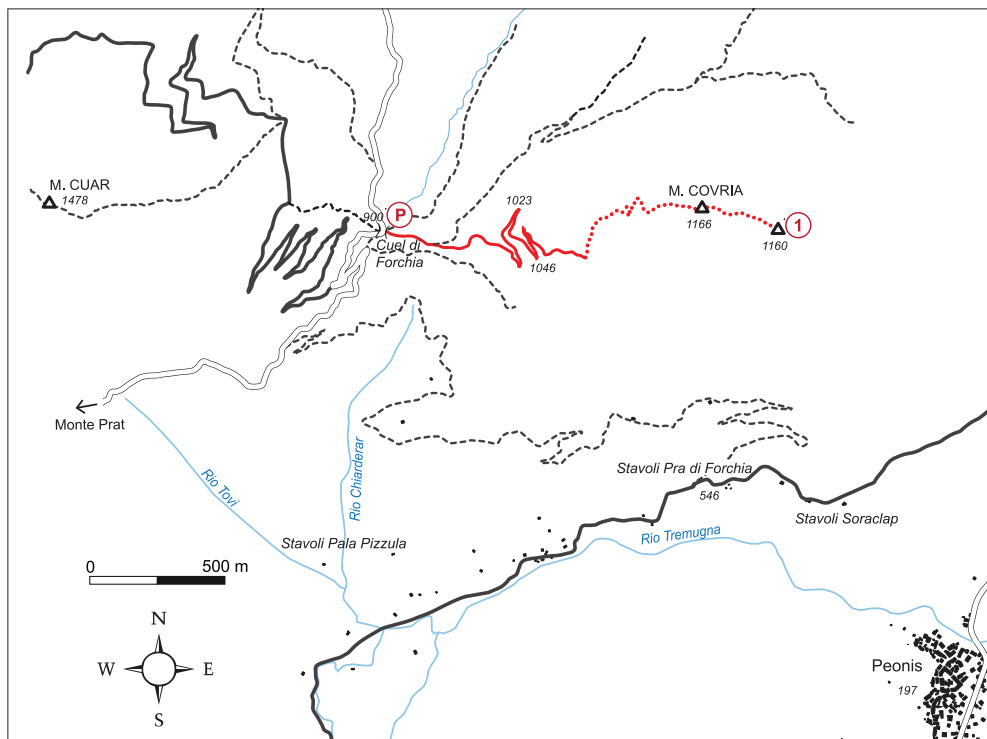 M. CUAR
1478
M. COVRIA
1166
1
1160
1023
900
P
Cuel di
Forchia
1046
Monte Prat
Rio Tovi
Rio Chiarderar
Stavoli Pra di Forchia
546
Stavoli Soraclap
Rio Tremugna
Stavoli Pala Pizzula
0 500 m
N
W E
S
Peonis
197